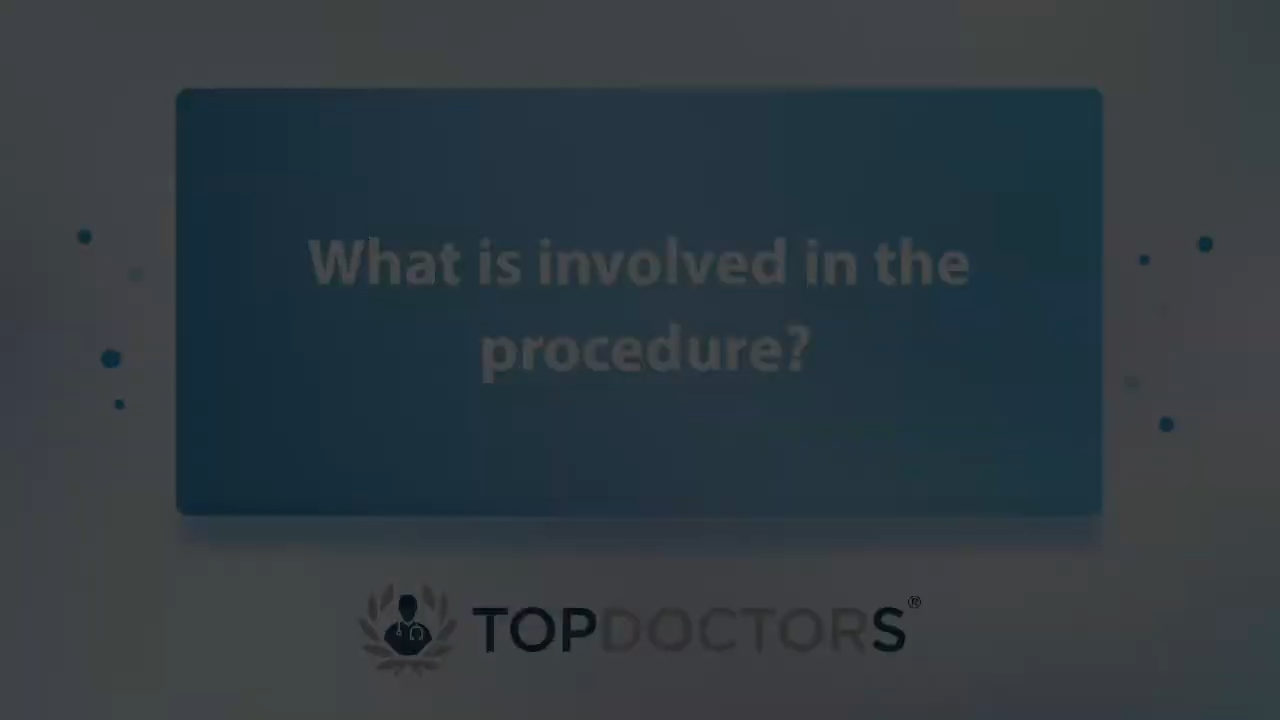 What is involved in the
procedure?
TOPDOCTORS®